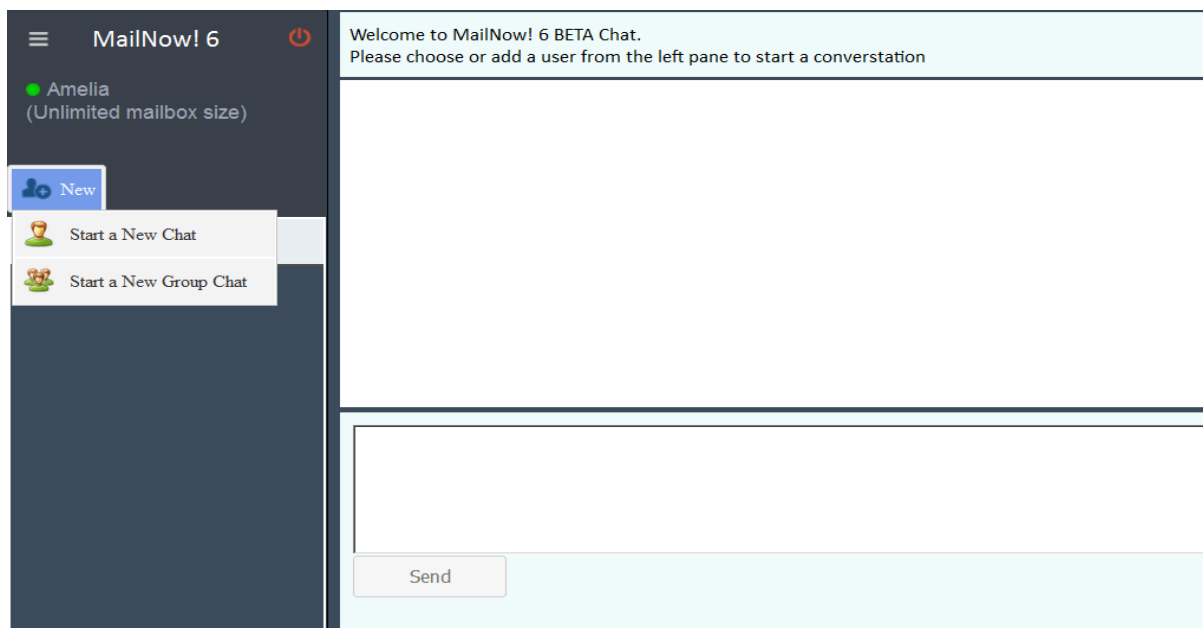 MailNow! 6
Amelia
(Unlimited mailbox size)
New
Start a New Chat
Start a New Group Chat
Welcome to MailNow! 6 BETA Chat.
Please choose or add a user from the left pane to start a converstation
Send